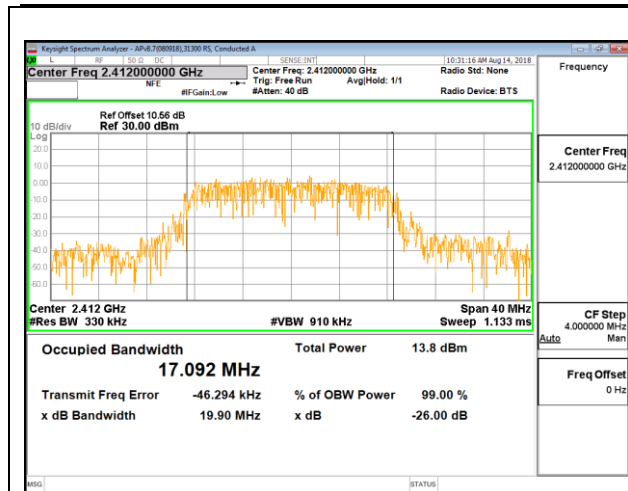 Keysight Spectrum Analyzer - APv8.7(080918),31300 RS, Conducted A
L RF 50 Ω DC SENSE:INT 10:31:16 AM Aug 14, 2018
Center Freq 2.412000000 GHz Center Freq: 2.412000000 GHz Radio Std: None
NFE Trig: Free Run Avg|Hold: 1/1
#IFGain:Low #Atten: 40 dB Radio Device: BTS
Frequency
Ref Offset 10.56 dB
10 dB/div Ref 30.00 dBm
Log
20.0
10.0
0.00
-10.0
-20.0
-30.0
-40.0
-50.0
-60.0
Center 2.412 GHz Span 40 MHz
#Res BW 330 kHz #VBW 910 kHz Sweep 1.133 ms
Occupied Bandwidth Total Power 13.8 dBm
17.092 MHz
Transmit Freq Error -46.294 kHz % of OBW Power 99.00 %
x dB Bandwidth 19.90 MHz x dB -26.00 dB
Center Freq
2.412000000 GHz
CF Step
4.000000 MHz
Auto Man
Freq Offset
0 Hz
MSG STATUS